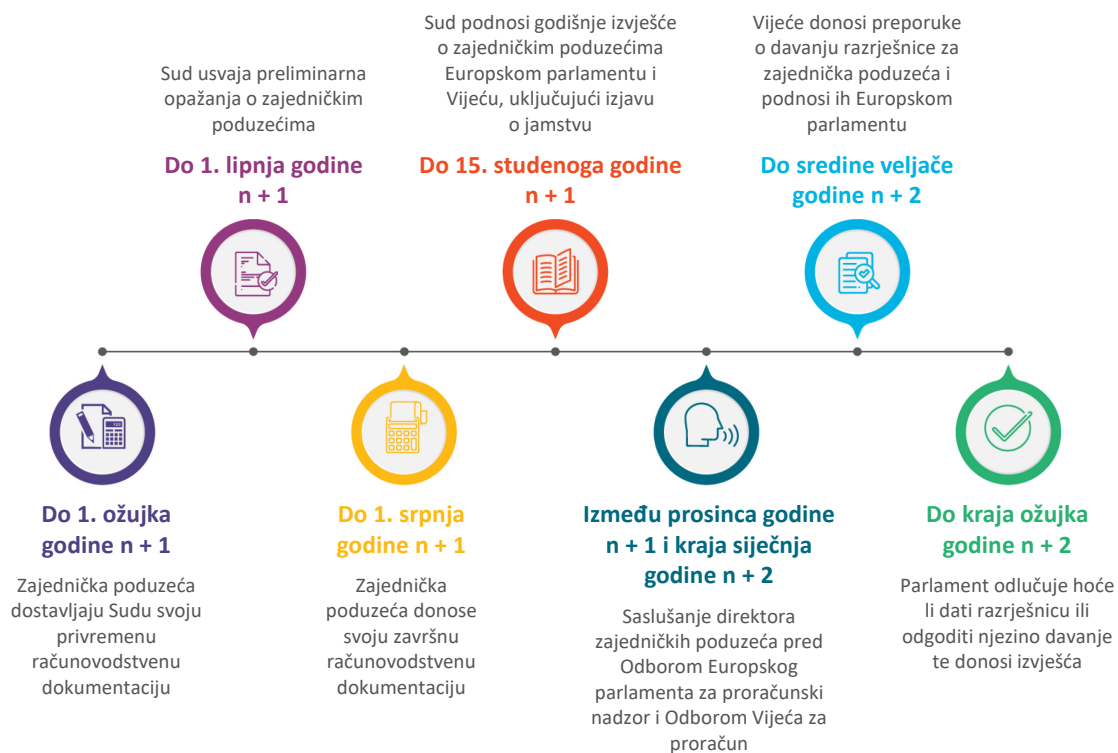 Sud usvaja preliminarna
opažanja o zajedničkim
poduzećima
Do 1. lipnja godine
n + 1
Sud podnosi godišnje izvješće
o zajedničkim poduzećima
Europskom parlamentu i
Vijeću, uključujući izjavu
o jamstvu
Do 15. studenoga godine
n + 1
Vijeće donosi preporuke
o davanju razrješnice za
zajednička poduzeća i
podnosi ih Europskom
parlamentu
Do sredine veljače
godine n + 2
Do 1. ožujka
godine n + 1
Zajednička poduzeća
dostavljaju Sudu svoju
privremenu
računovodstvenu
dokumentaciju
Do 1. srpnja
godine n + 1
Zajednička
poduzeća donose
svoju završnu
računovodstvenu
dokumentaciju
Između prosinca godine
n + 1 i kraja siječnja
godine n + 2
Saslušanje direktora
zajedničkih poduzeća pred
Odborom Europskog
parlamenta za proračunski
nadzor i Odborom Vijeća za
proračun
Do kraja ožujka
godine n + 2
Parlament odlučuje hoće
li dati razrješnicu ili
odgoditi njezino davanje
te donosi izvješća